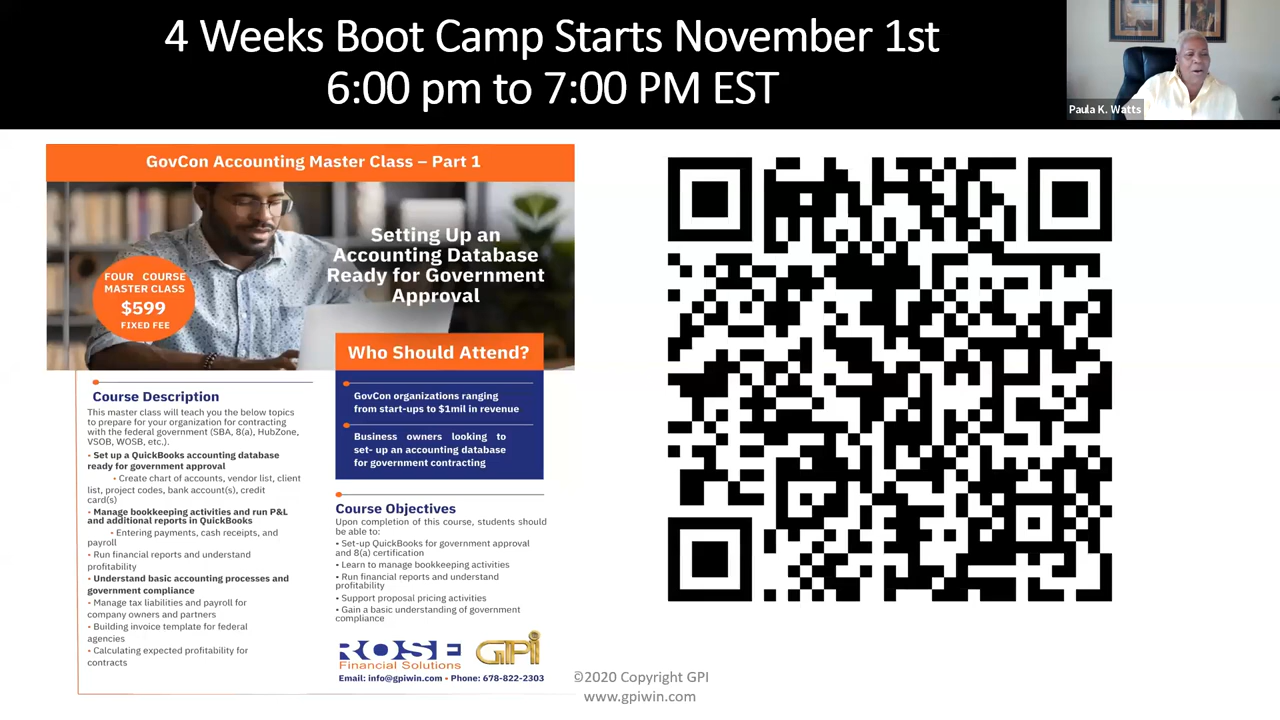 4 Weeks Boot Camp Starts November 1st
6:00 pm to 7:00 PM EST
Paula K. Watts
GovCon Accounting Master Class – Part 1
Setting Up an
Accounting Database
Ready for Government
Approval
FOUR COURSE
MASTER CLASS
$599
FIXED FEE
Who Should Attend?
GovCon organizations ranging
from start-ups to $1mil in revenue
Business owners looking to
set- up an accounting database
for government contracting
Course Description
This master class will teach you the below topics
to prepare for your organization for contracting
with the federal government (SBA, 8(a), HubZone,
VSOB, WOSB, etc,).
• Set up a QuickBooks accounting database
ready for government approval
• Create chart of accounts, vendor list, client
list, project codes, bank account(s), credit
card(s)
• Manage bookkeeping activities and run P&L
and additional reports in QuickBooks
• Entering payments, cash receipts, and
payroll
• Run financial reports and understand
profitability
• Understand basic accounting processes and
government compliance
• Manage tax liabilities and payroll for
company owners and partners
• Building invoice template for federal
agencies
• Calculating expected profitability for
contracts
Course Objectives
Upon completion of this course, students should
be able to:
• Set-up QuickBooks for government approval
and 8(a) certification
• Learn to manage bookkeeping activities
• Run financial reports and understand
profitability
• Support proposal pricing activities
• Gain a basic understanding of government
compliance
ROSE
Financial Solutions
GPi
Email: info@gpiwin.com • Phone: 678-822-2303
©2020 Copyright GPI
www.gpiwin.com